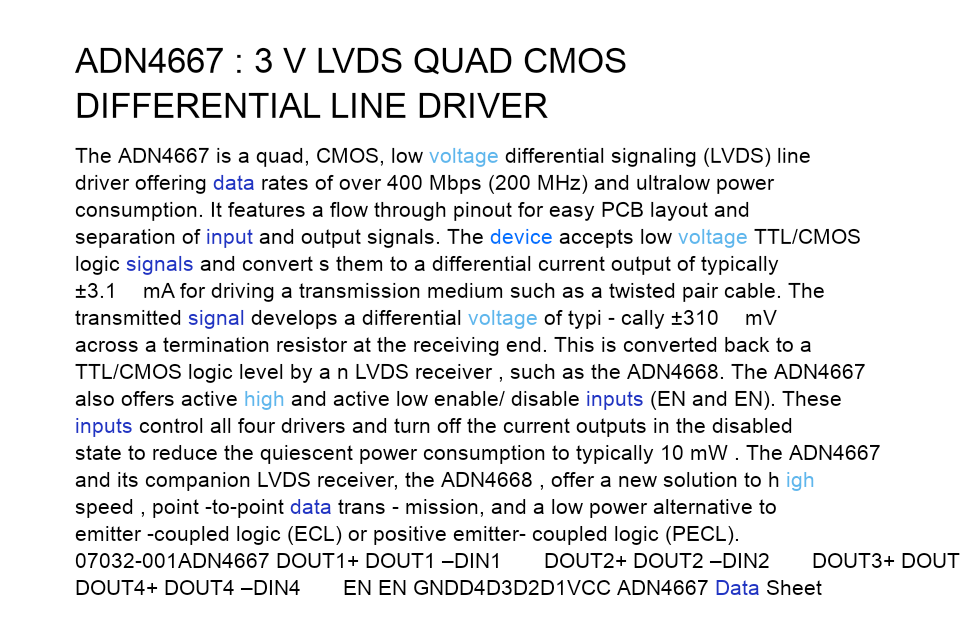 ADN4667 : 3 V LVDS QUAD CMOS
DIFFERENTIAL LINE DRIVER
The ADN4667 is a quad, CMOS, low voltage differential signaling (LVDS) line
driver offering data rates of over 400 Mbps (200 MHz) and ultralow power
consumption. It features a flow through pinout for easy PCB layout and
separation of input and output signals. The device accepts low voltage TTL/CMOS
logic signals and convert s them to a differential current output of typically
±3.1 mA for driving a transmission medium such as a twisted pair cable. The
transmitted signal develops a differential voltage of typi - cally ±310 mV
across a termination resistor at the receiving end. This is converted back to a
TTL/CMOS logic level by a n LVDS receiver , such as the ADN4668. The ADN4667
also offers active high and active low enable/ disable inputs (EN and EN). These
inputs control all four drivers and turn off the current outputs in the disabled
state to reduce the quiescent power consumption to typically 10 mW . The ADN4667
and its companion LVDS receiver, the ADN4668 , offer a new solution to h igh
speed , point -to-point data trans - mission, and a low power alternative to
emitter -coupled logic (ECL) or positive emitter- coupled logic (PECL).
07032-001ADN4667 DOUT1+ DOUT1 –DIN1 DOUT2+ DOUT2 –DIN2 DOUT3+ DOUT
DOUT4+ DOUT4 –DIN4 EN EN GNDD4D3D2D1VCC ADN4667 Data Sheet